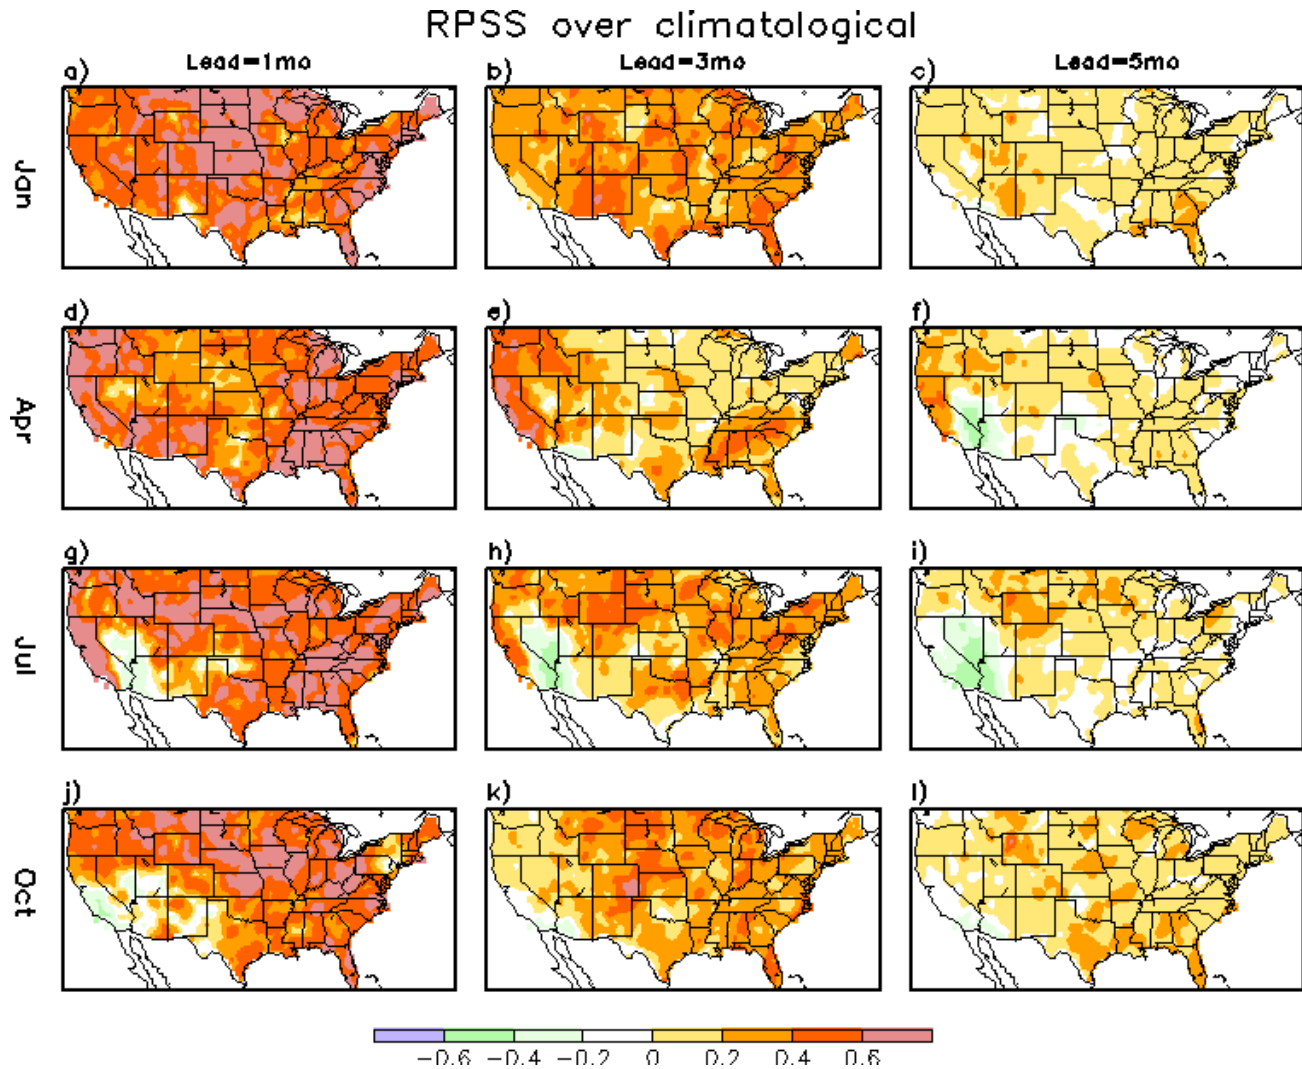 RPSS over climatological
Lead=1mo Lead=3mo Lead=5mo
a) b) c)
Jan
d) e) f)
Apr
g) h) i)
Jul
j) k) l)
Oct
−0.6 −0.4 −0.2 0 0.2 0.4 0.6